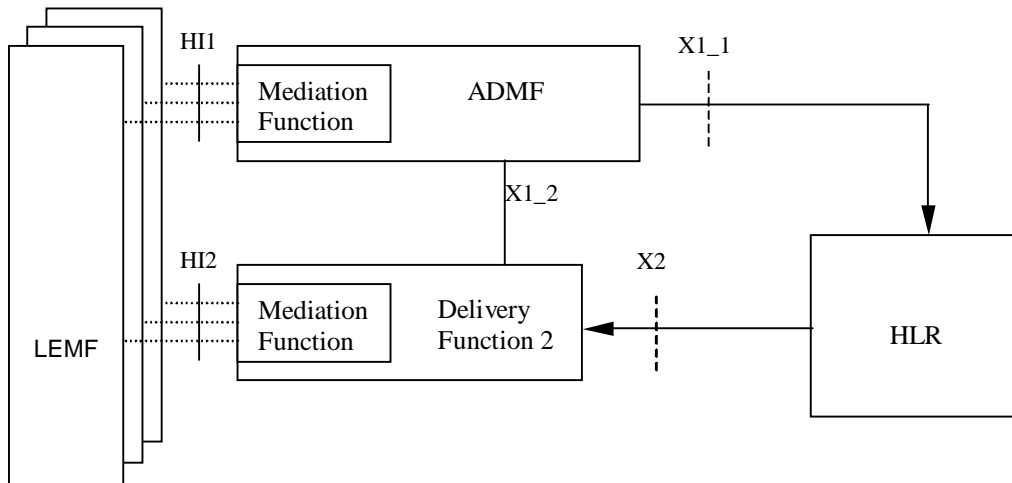 HI1
X1_1
Mediation
Function
ADMF
X1_2
HI2
X2
Mediation
Function
Delivery
Function 2
LEMF
HLR